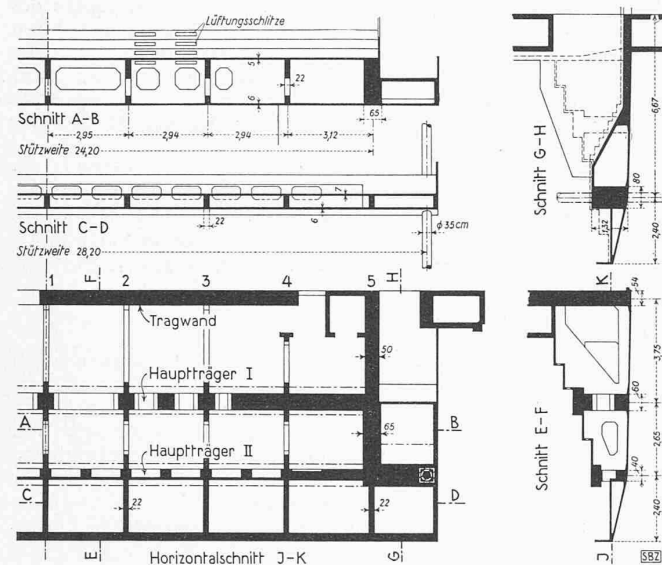 Lüftungsschlitze
5
22
6
65
Schnitt A-B
2,95 2,94 2,94 3,12
Stützweite 24,20
7
Schnitt C-D
22
6
ø 35cm
Stützweite 28,20
1 F 2 3 4 5 H
Tragwand
50
Hauptträger I
A
65
B
Hauptträger II
C
22
22
D
E
G
Horizontalschnitt J-K
Schnitt G-H
6,67
80
1,32
2,40
K
54
3,75
60
Schnitt E-F
2,65
40
2,40
J
SBZ